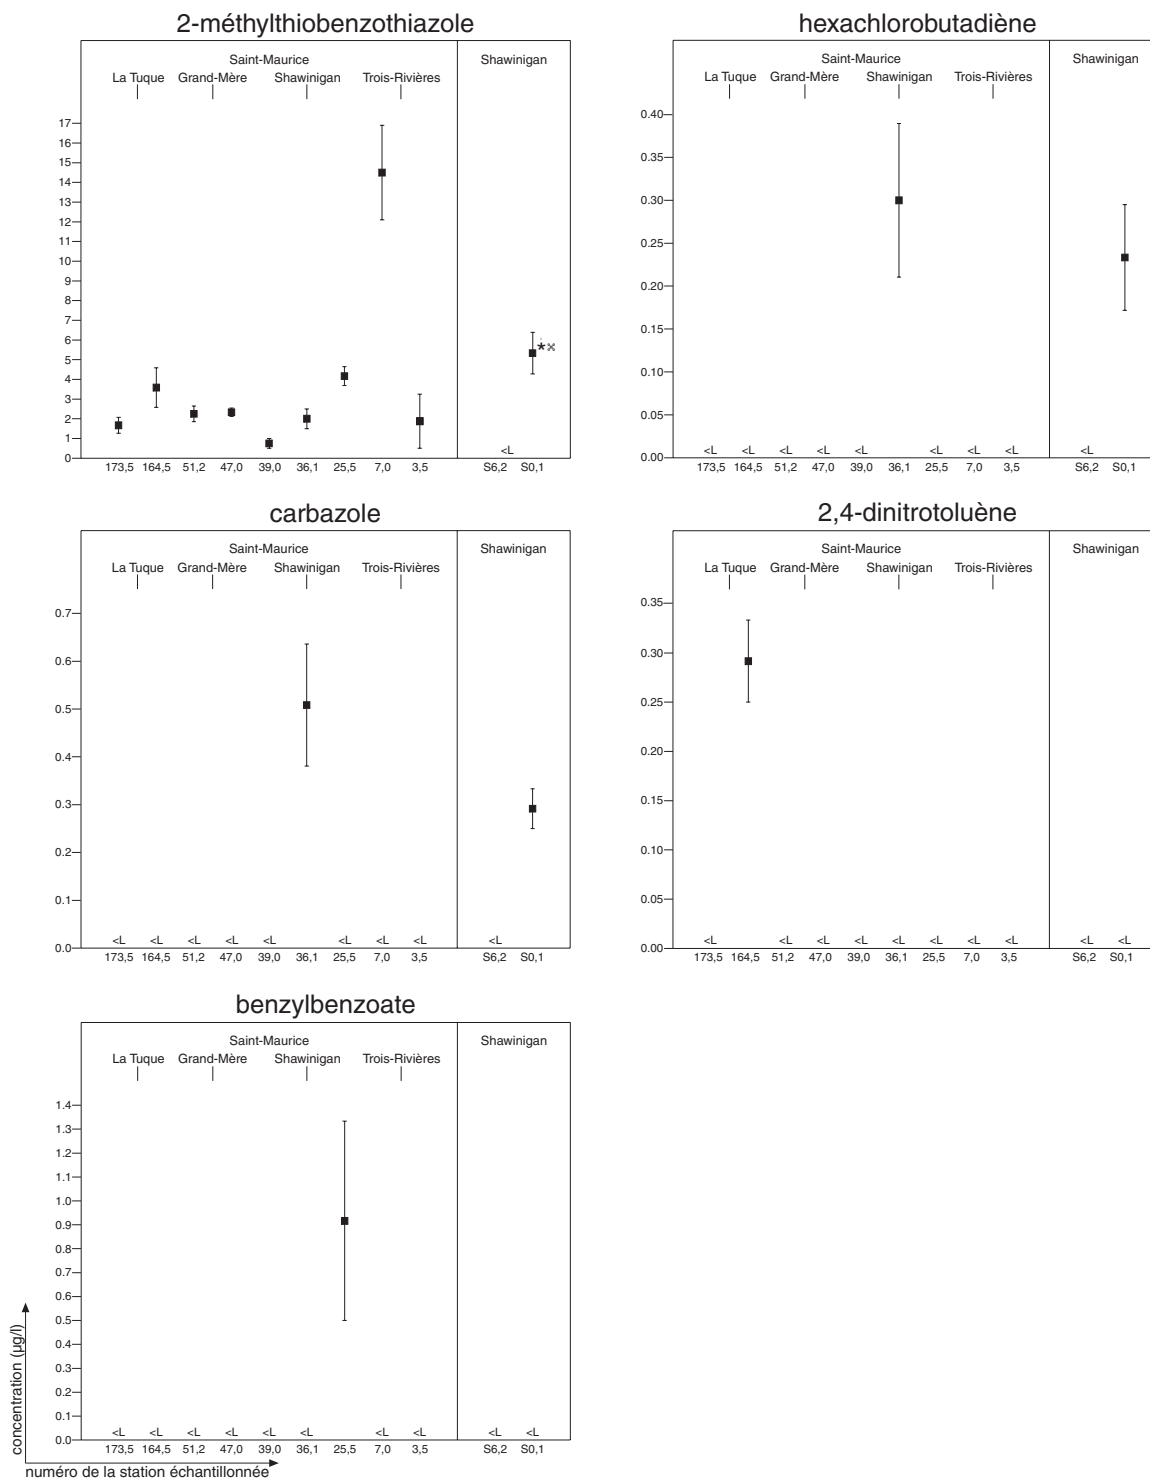 2-méthylthiobenzothiazole
Saint-Maurice Shawinigan
La Tuque Grand-Mère Shawinigan Trois-Rivières
17
16
15
14
13
12
11
10
9
8
7
6
5
4
3
2
1
0
*
<L
173,5 164,5 51,2 47,0 39,0 36,1 25,5 7,0 3,5 S6,2 S0,1
hexachlorobutadiène
Saint-Maurice Shawinigan
La Tuque Grand-Mère Shawinigan Trois-Rivières
0.40
0.35
0.30
0.25
0.20
0.15
0.10
0.05
0.00
<L <L <L <L <L <L <L <L <L
173,5 164,5 51,2 47,0 39,0 36,1 25,5 7,0 3,5 S6,2 S0,1
carbazole
Saint-Maurice Shawinigan
La Tuque Grand-Mère Shawinigan Trois-Rivières
0.7
0.6
0.5
0.4
0.3
0.2
0.1
0.0
<L <L <L <L <L <L <L <L <L
173,5 164,5 51,2 47,0 39,0 36,1 25,5 7,0 3,5 S6,2 S0,1
2,4-dinitrotoluène
Saint-Maurice Shawinigan
La Tuque Grand-Mère Shawinigan Trois-Rivières
0.35
0.30
0.25
0.20
0.15
0.10
0.05
0.00
<L <L <L <L <L <L <L <L <L <L
173,5 164,5 51,2 47,0 39,0 36,1 25,5 7,0 3,5 S6,2 S0,1
benzylbenzoate
Saint-Maurice Shawinigan
La Tuque Grand-Mère Shawinigan Trois-Rivières
1.4
1.3
1.2
1.1
1.0
0.9
0.8
0.7
0.6
0.5
0.4
0.3
0.2
0.1
0.0
<L <L <L <L <L <L <L <L <L <L
173,5 164,5 51,2 47,0 39,0 36,1 25,5 7,0 3,5 S6,2 S0,1
concentration (µg/l)
numéro de la station échantillonnée